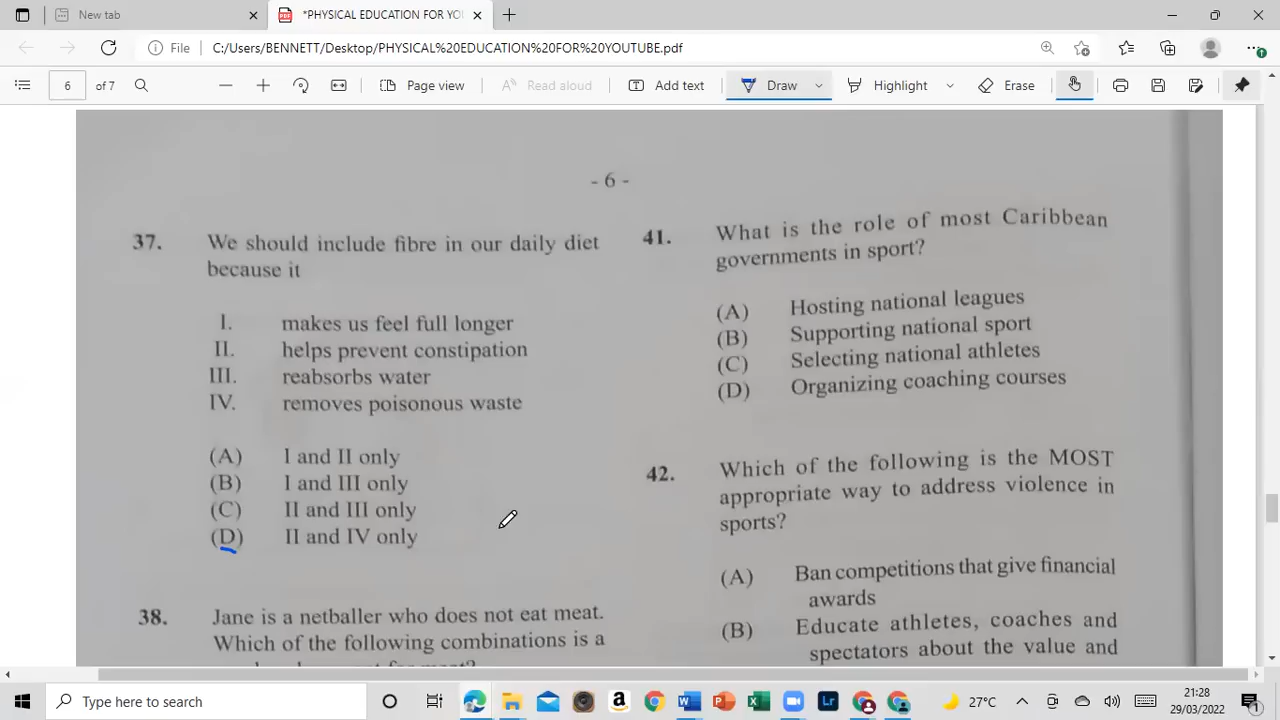 New tab
*PHYSICAL EDUCATION FOR YOU
File
C:/Users/BENNETT/Desktop/PHYSICAL%20EDUCATION%20FOR%20YOUTUBE.pdf
6
of 7
Page view
Read aloud
Add text
Draw
Highlight
Erase
- 6 -
37. We should include fibre in our daily diet
because it
I. makes us feel full longer
II. helps prevent constipation
III. reabsorbs water
IV. removes poisonous waste
(A) I and II only
(B) I and III only
(C) II and III only
(D) II and IV only
38. Jane is a netballer who does not eat meat.
Which of the following combinations is a
41. What is the role of most Caribbean
governments in sport?
(A) Hosting national leagues
(B) Supporting national sport
(C) Selecting national athletes
(D) Organizing coaching courses
42. Which of the following is the MOST
appropriate way to address violence in
sports?
(A) Ban competitions that give financial
awards
(B) Educate athletes, coaches and
spectators about the value and
Type here to search
27°C
21:28
29/03/2022